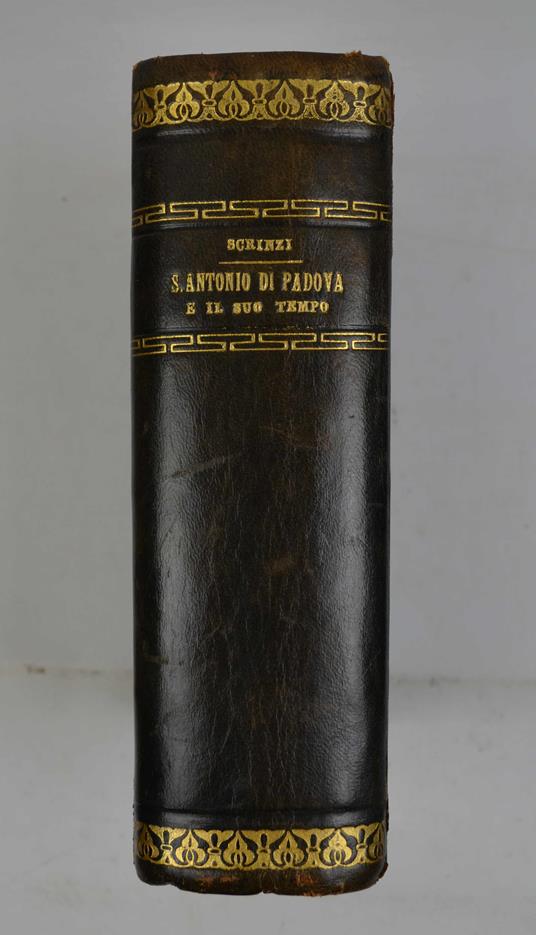 SCRINZI
S. ANTONIO DI PADOVA
E IL SUO TEMPO